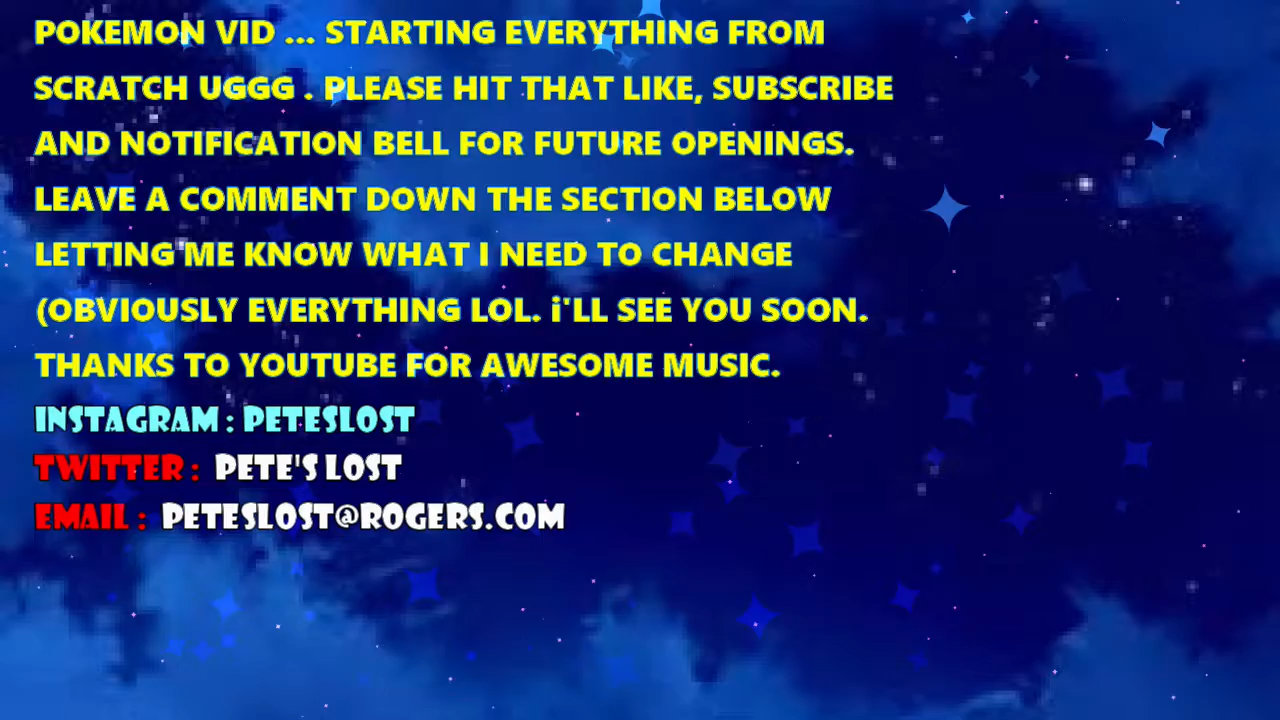 POKEMON VID ... STARTING EVERYTHING FROM
SCRATCH UGGG . PLEASE HIT THAT LIKE, SUBSCRIBE
AND NOTIFICATION BELL FOR FUTURE OPENINGS.
LEAVE A COMMENT DOWN THE SECTION BELOW
LETTING ME KNOW WHAT I NEED TO CHANGE
(OBVIOUSLY EVERYTHING LOL. i'LL SEE YOU SOON.
THANKS TO YOUTUBE FOR AWESOME MUSIC.
INSTAGRAM : PETESLOST
TWITTER : PETE'S LOST
EMAIL : PETESLOST@ROGERS.COM